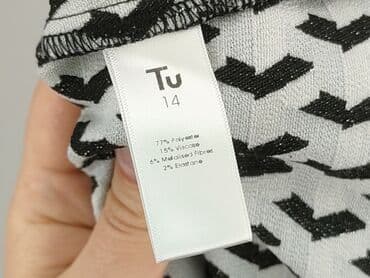 Tu
14
77% Polyester
15% Viscose
6% Metallised Fibres
2% Elastane